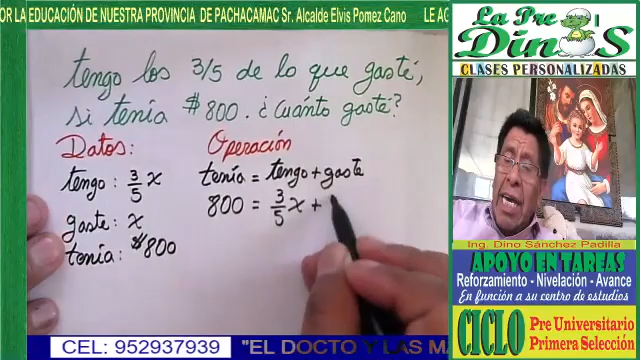 OR LA EDUCACIÓN DE NUESTRA PROVINCIA DE PACHACAMAC Sr. Alcalde Elvis Pomez Cano LE AG
tengo los 3/5 de lo que gasté,
si tenía $800. ¿Cuánto gasté?
Datos:
tengo: 3/5 x
gasté: x
tenía: $800
Operación
tenía = tengo + gasté
800 = 3/5 x +
La Pre
DinoS
CLASES PERSONALIZADAS
Ing. Dino Sánchez Padilla
APOYO EN TAREAS
Reforzamiento - Nivelación - Avance
En función a su centro de estudios
CICLO Pre Universitario
Primera Selección
CEL: 952937939 "EL DOCTO Y LAS MA